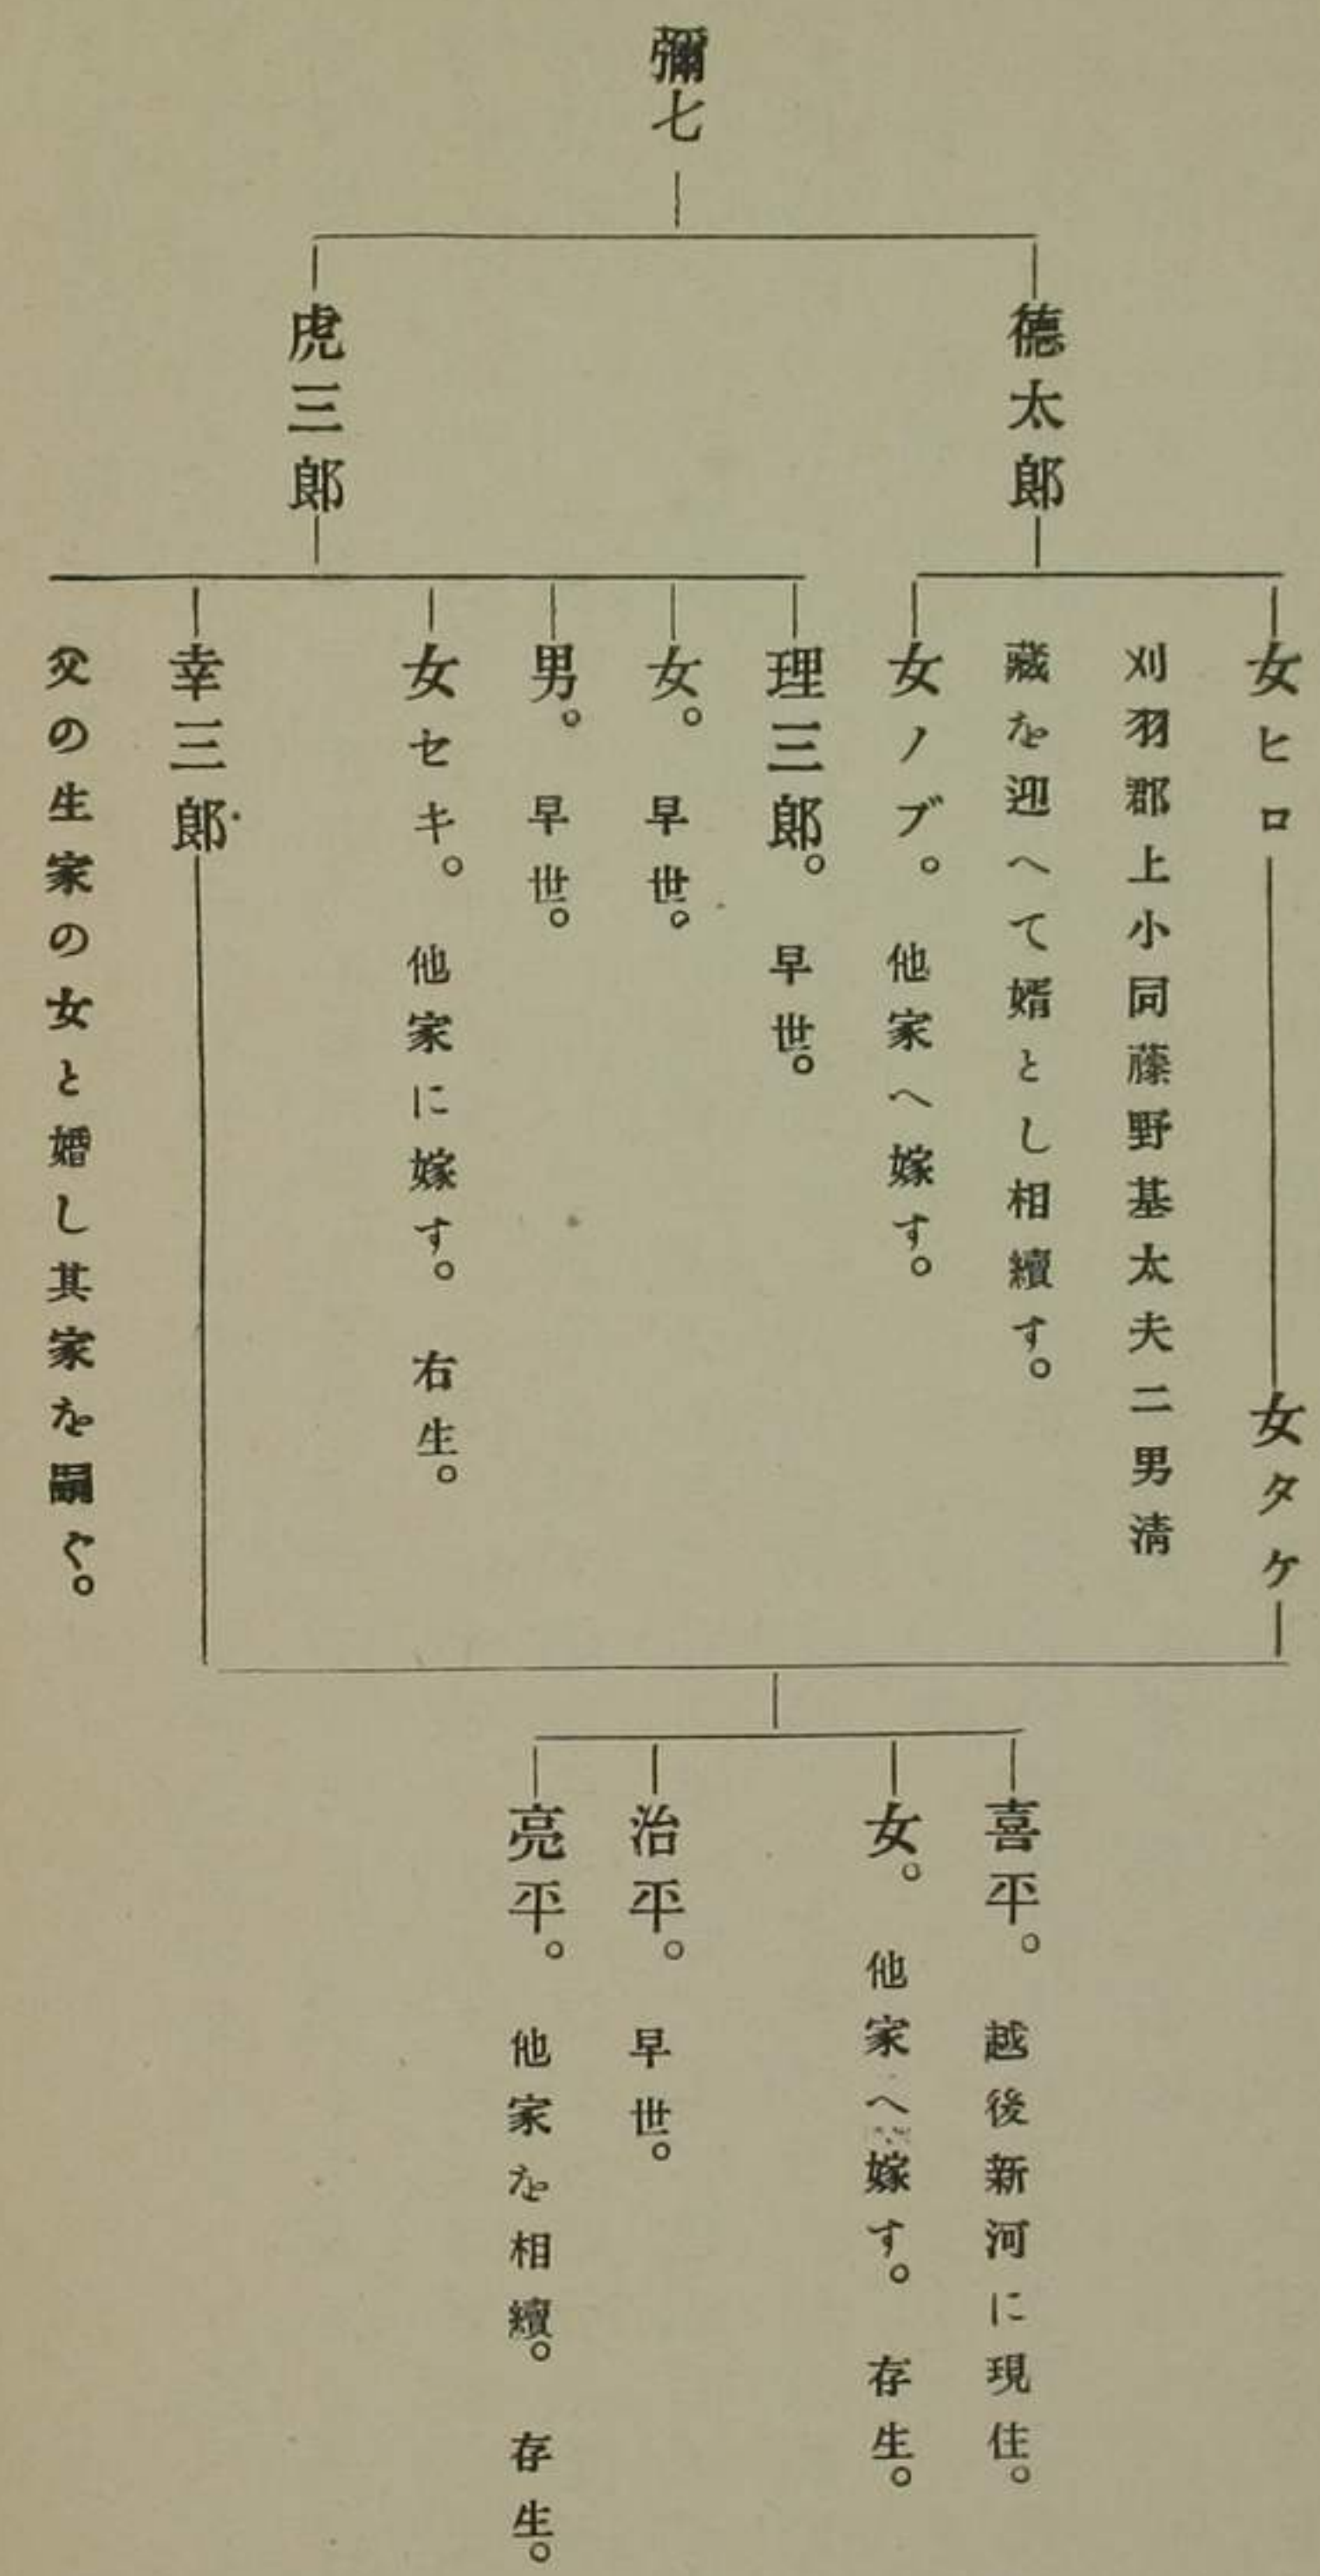 彌七
德太郎
虎三郎
女ヒロ
女タケ
刈羽郡上小同藤野基太夫二男淸
藏を迎へて婿とし相續す。
女ノブ。他家へ嫁す。
理三郎。早世。
女。早世。
男。早世。
女セキ。他家に嫁す。右生。
幸三郎
父の生家の女と婚し其家を嗣ぐ。
喜平。越後新河に現住。
女。他家へ嫁す。存生。
治平。早世。
亮平。他家を相續。存生。